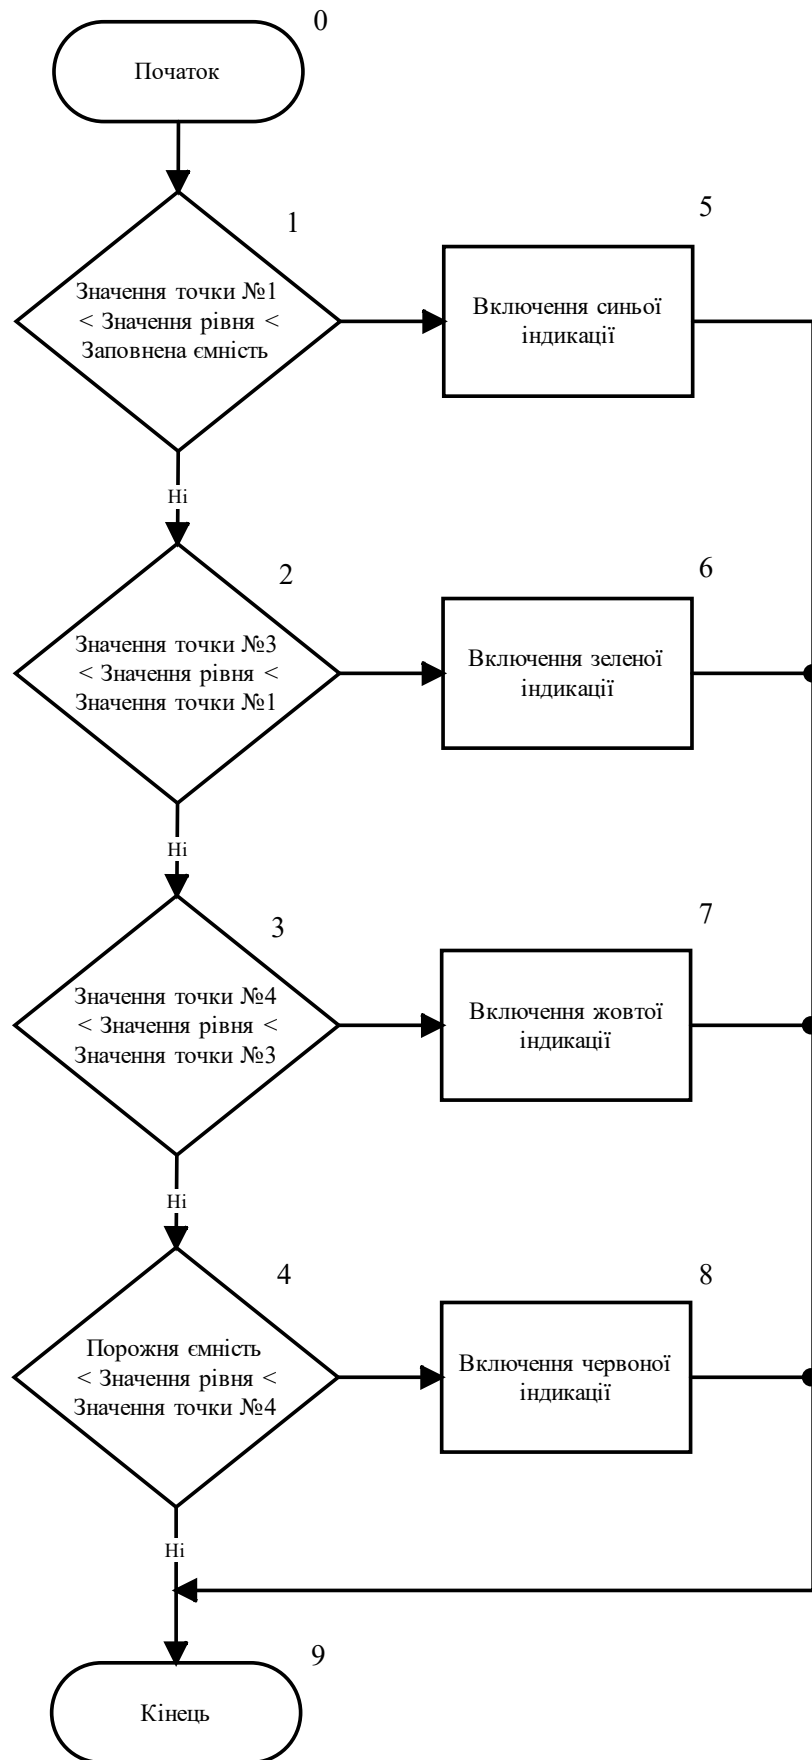 0
Початок
1
Значення точки №1
< Значення рівня <
Заповнена ємність
5
Включення синьої
індикації
Ні
2
Значення точки №3
< Значення рівня <
Значення точки №1
6
Включення зеленої
індикації
Ні
3
Значення точки №4
< Значення рівня <
Значення точки №3
7
Включення жовтої
індикації
Ні
4
Порожня ємність
< Значення рівня <
Значення точки №4
8
Включення червоної
індикації
Ні
9
Кінець